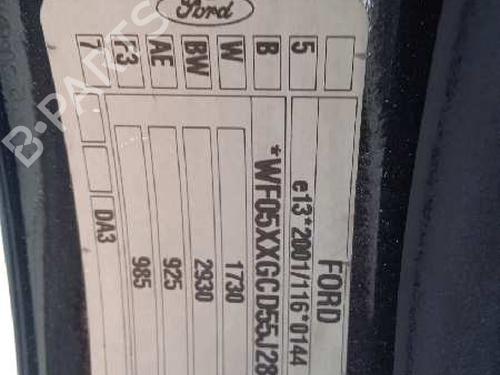 Ford
5
B
W
BW
AE
F3
7
FORD
e13*2001/116*0144
*WF05XXGCD55J28
1730
2930
925
985
DA3
B-PARTS